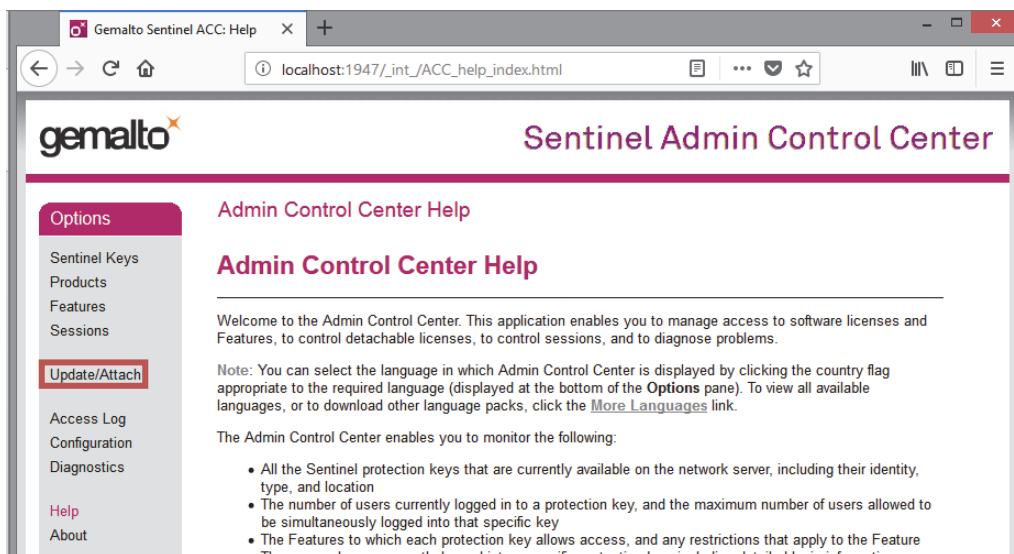 Gemalto Sentinel ACC: Help
localhost:1947/_int_/ACC_help_index.html
gemalto
Sentinel Admin Control Center
Options
Sentinel Keys
Products
Features
Sessions
Update/Attach
Access Log
Configuration
Diagnostics
Help
About
Admin Control Center Help
Admin Control Center Help
Welcome to the Admin Control Center. This application enables you to manage access to software licenses and
Features, to control detachable licenses, to control sessions, and to diagnose problems.
Note: You can select the language in which Admin Control Center is displayed by clicking the country flag
appropriate to the required language (displayed at the bottom of the Options pane). To view all available
languages, or to download other language packs, click the More Languages link.
The Admin Control Center enables you to monitor the following:
• All the Sentinel protection keys that are currently available on the network server, including their identity,
type, and location
• The number of users currently logged in to a protection key, and the maximum number of users allowed to
be simultaneously logged into that specific key
• The Features to which each protection key allows access, and any restrictions that apply to the Feature